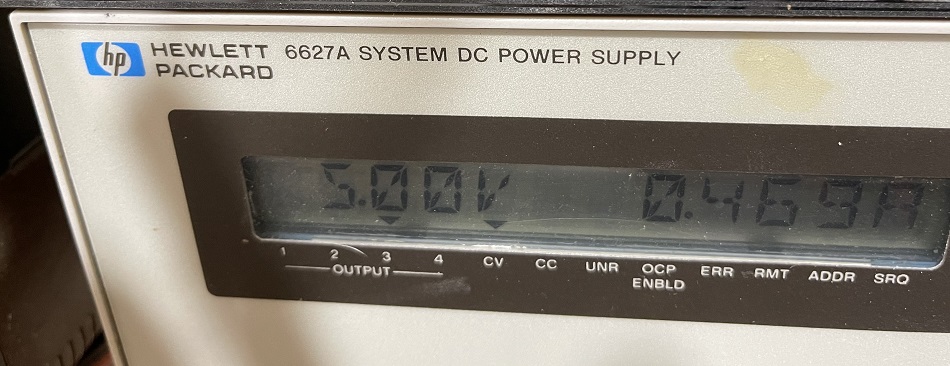 hp HEWLETT PACKARD 6627A SYSTEM DC POWER SUPPLY
5.00V 0.469A
1 2 3 4 CV CC UNR OCP ENBLD ERR RMT ADDR SRQ
OUTPUT